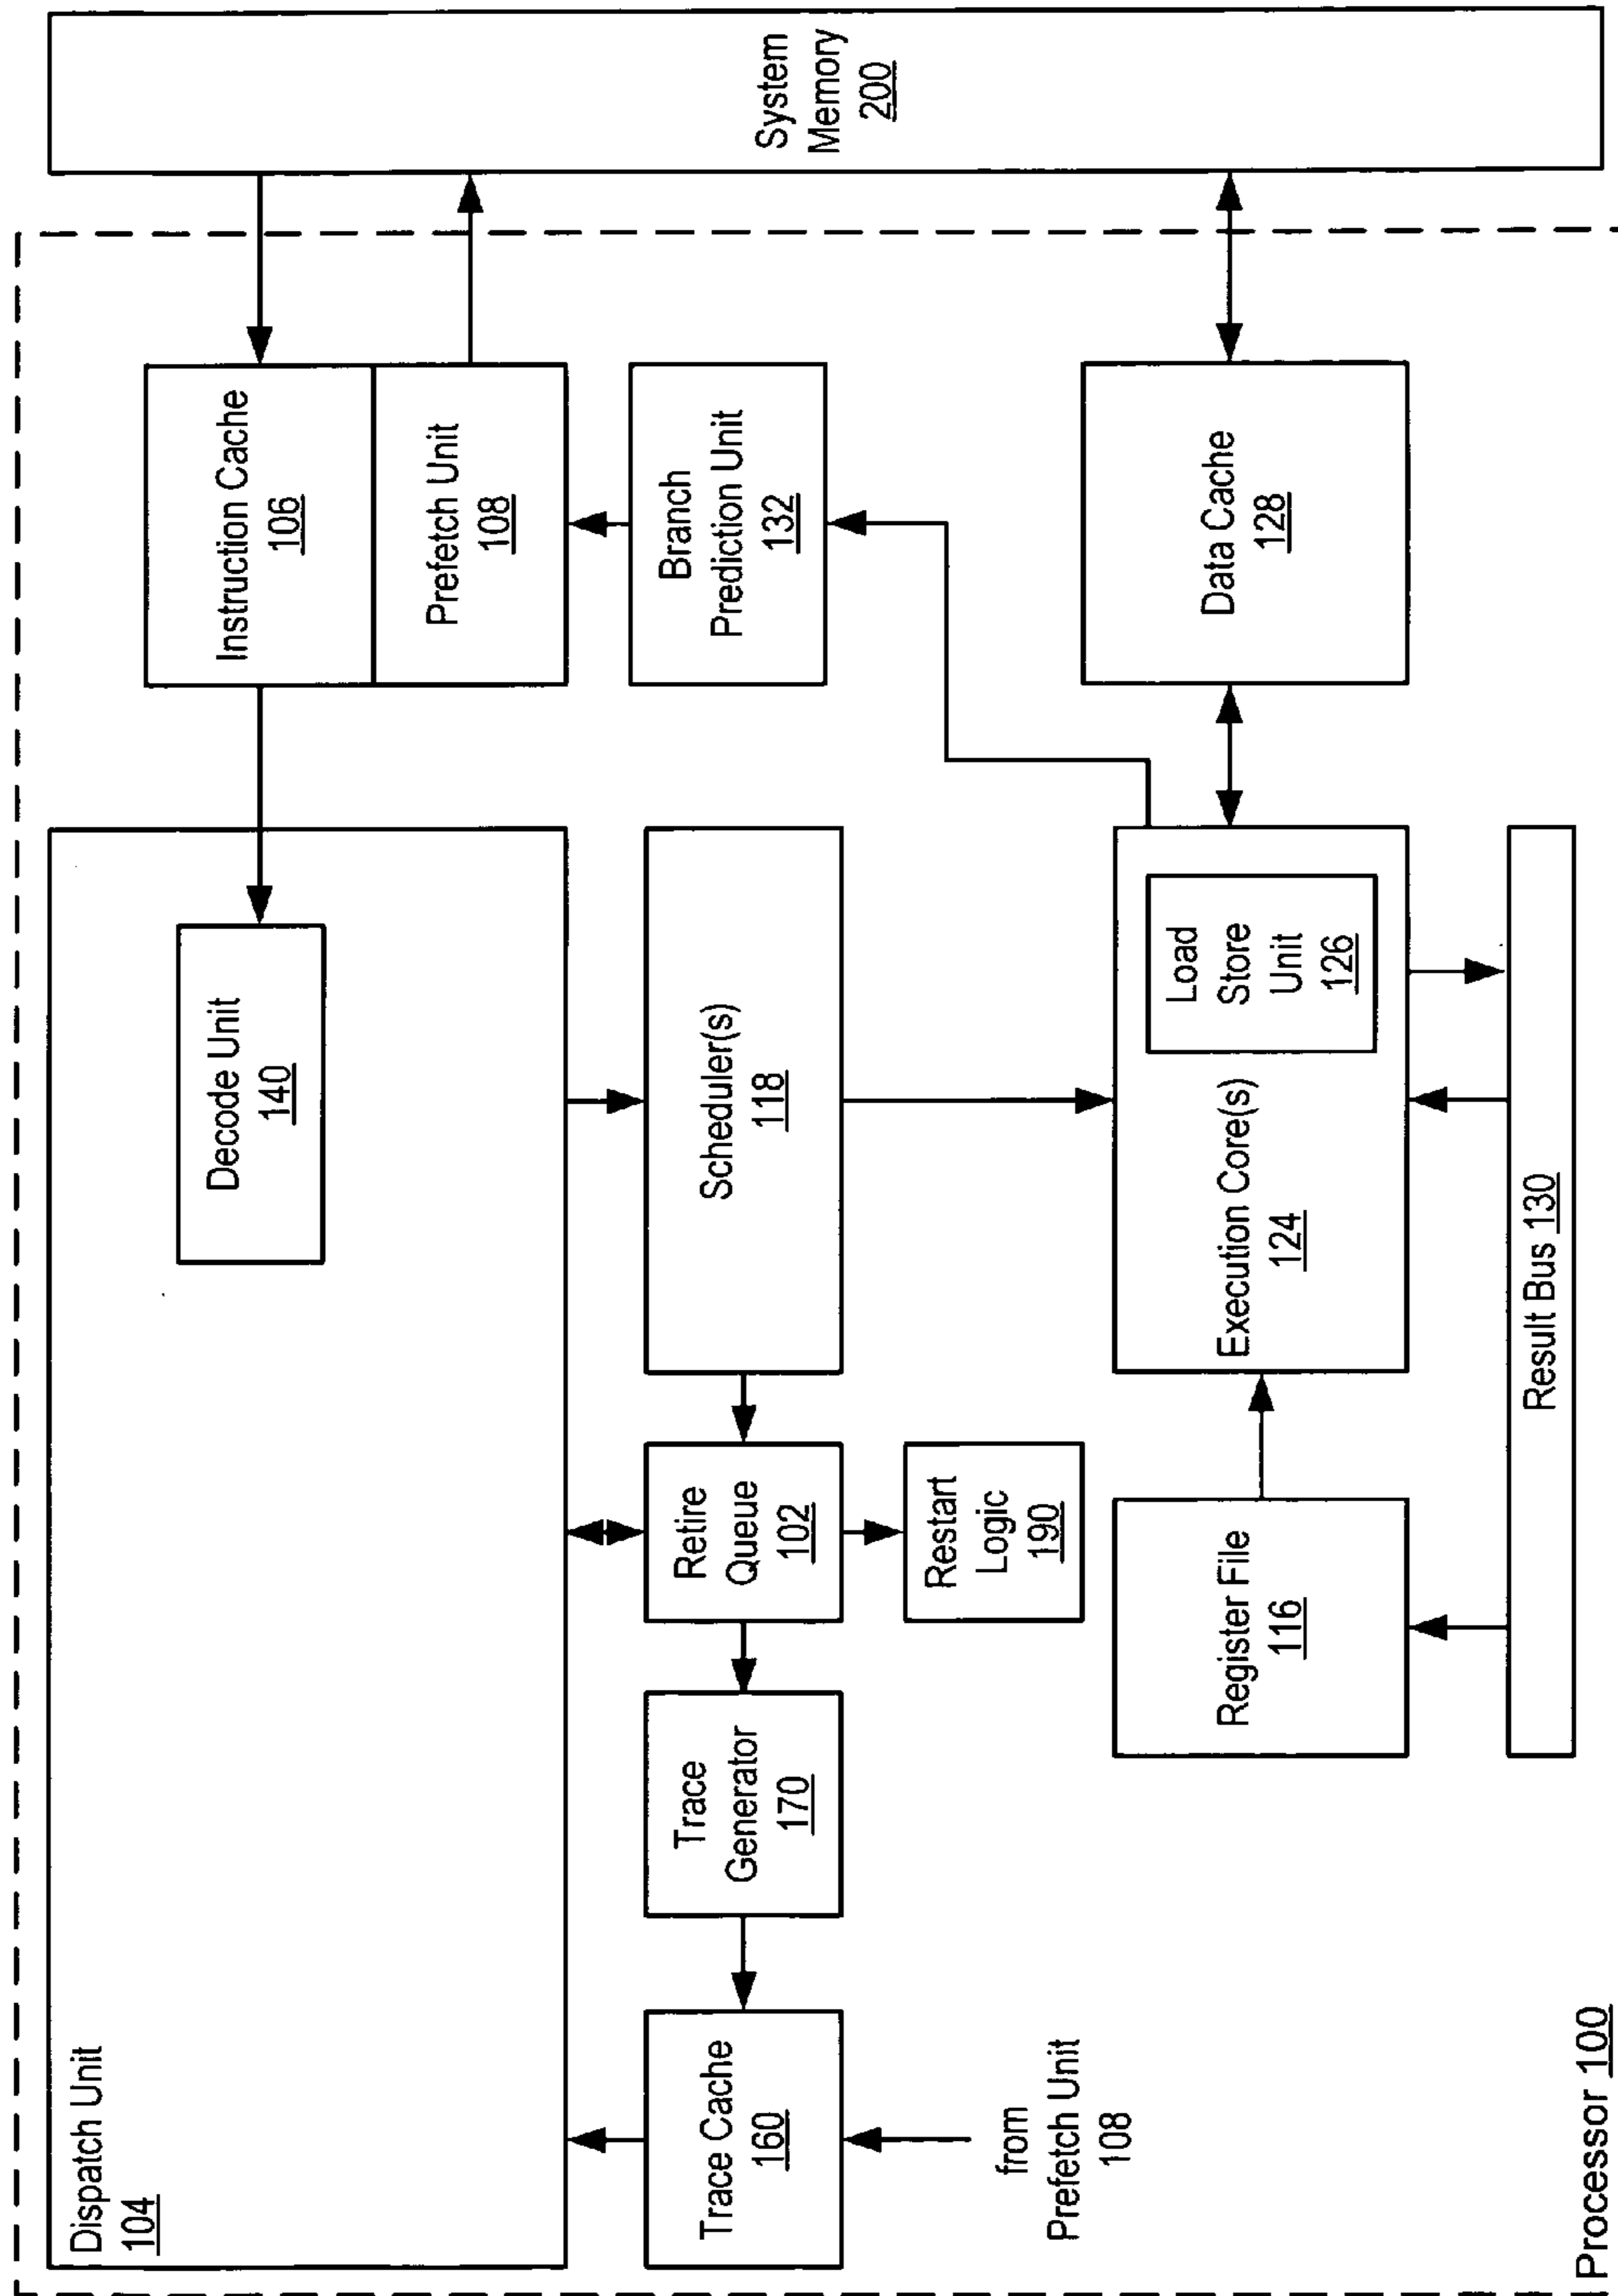 System
Memory
200
Instruction Cache
106
Prefetch Unit
108
Branch
Prediction Unit
132
Data Cache
128
Dispatch Unit
104
Decode Unit
140
Scheduler(s)
118
Retire
Queue
102
Restart
Logic
190
Trace
Generator
170
Trace Cache
160
from
Prefetch Unit
108
Load
Store
Unit
126
Execution Core(s)
124
Register File
116
Result Bus 130
Processor 100